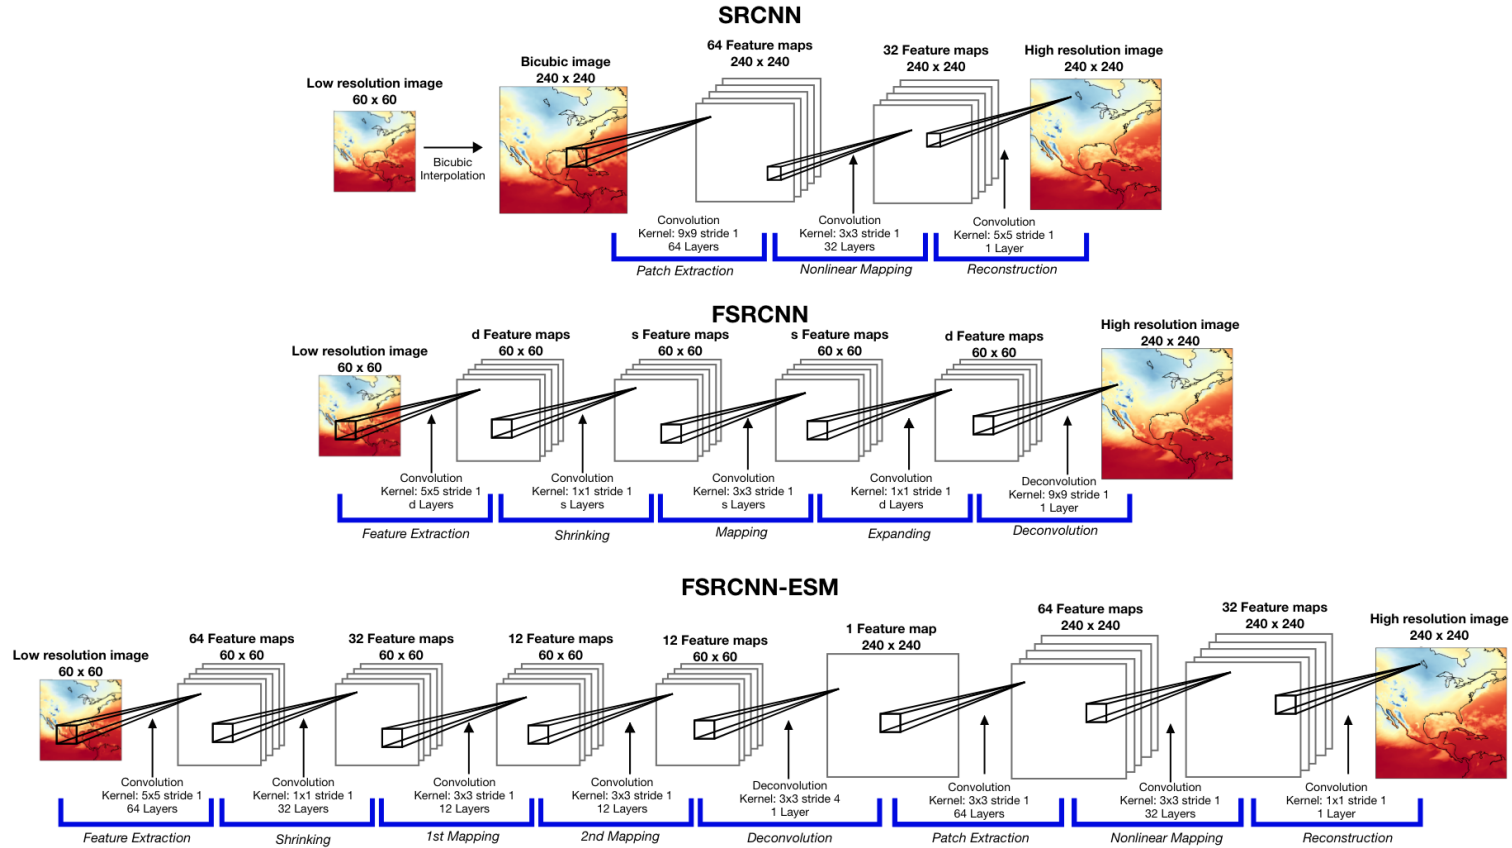 SRCNN
Low resolution image
60 x 60
Bicubic
Interpolation
Bicubic image
240 x 240
64 Feature maps
240 x 240
32 Feature maps
240 x 240
High resolution image
240 x 240
Convolution
Kernel: 9x9 stride 1
64 Layers
Patch Extraction
Convolution
Kernel: 3x3 stride 1
32 Layers
Nonlinear Mapping
Convolution
Kernel: 5x5 stride 1
1 Layer
Reconstruction
FSRCNN
Low resolution image
60 x 60
d Feature maps
60 x 60
s Feature maps
60 x 60
s Feature maps
60 x 60
d Feature maps
60 x 60
High resolution image
240 x 240
Convolution
Kernel: 5x5 stride 1
d Layers
Feature Extraction
Convolution
Kernel: 1x1 stride 1
s Layers
Shrinking
Convolution
Kernel: 3x3 stride 1
s Layers
Mapping
Convolution
Kernel: 1x1 stride 1
d Layers
Expanding
Deconvolution
Kernel: 9x9 stride 1
1 Layer
Deconvolution
FSRCNN-ESM
Low resolution image
60 x 60
64 Feature maps
60 x 60
32 Feature maps
60 x 60
12 Feature maps
60 x 60
12 Feature maps
60 x 60
1 Feature map
240 x 240
64 Feature maps
240 x 240
32 Feature maps
240 x 240
High resolution image
240 x 240
Convolution
Kernel: 5x5 stride 1
64 Layers
Feature Extraction
Convolution
Kernel: 1x1 stride 1
32 Layers
Shrinking
Convolution
Kernel: 3x3 stride 1
12 Layers
1st Mapping
Convolution
Kernel: 3x3 stride 1
12 Layers
2nd Mapping
Deconvolution
Kernel: 3x3 stride 4
1 Layer
Deconvolution
Convolution
Kernel: 3x3 stride 1
64 Layers
Patch Extraction
Convolution
Kernel: 3x3 stride 1
32 Layers
Nonlinear Mapping
Convolution
Kernel: 1x1 stride 1
1 Layer
Reconstruction